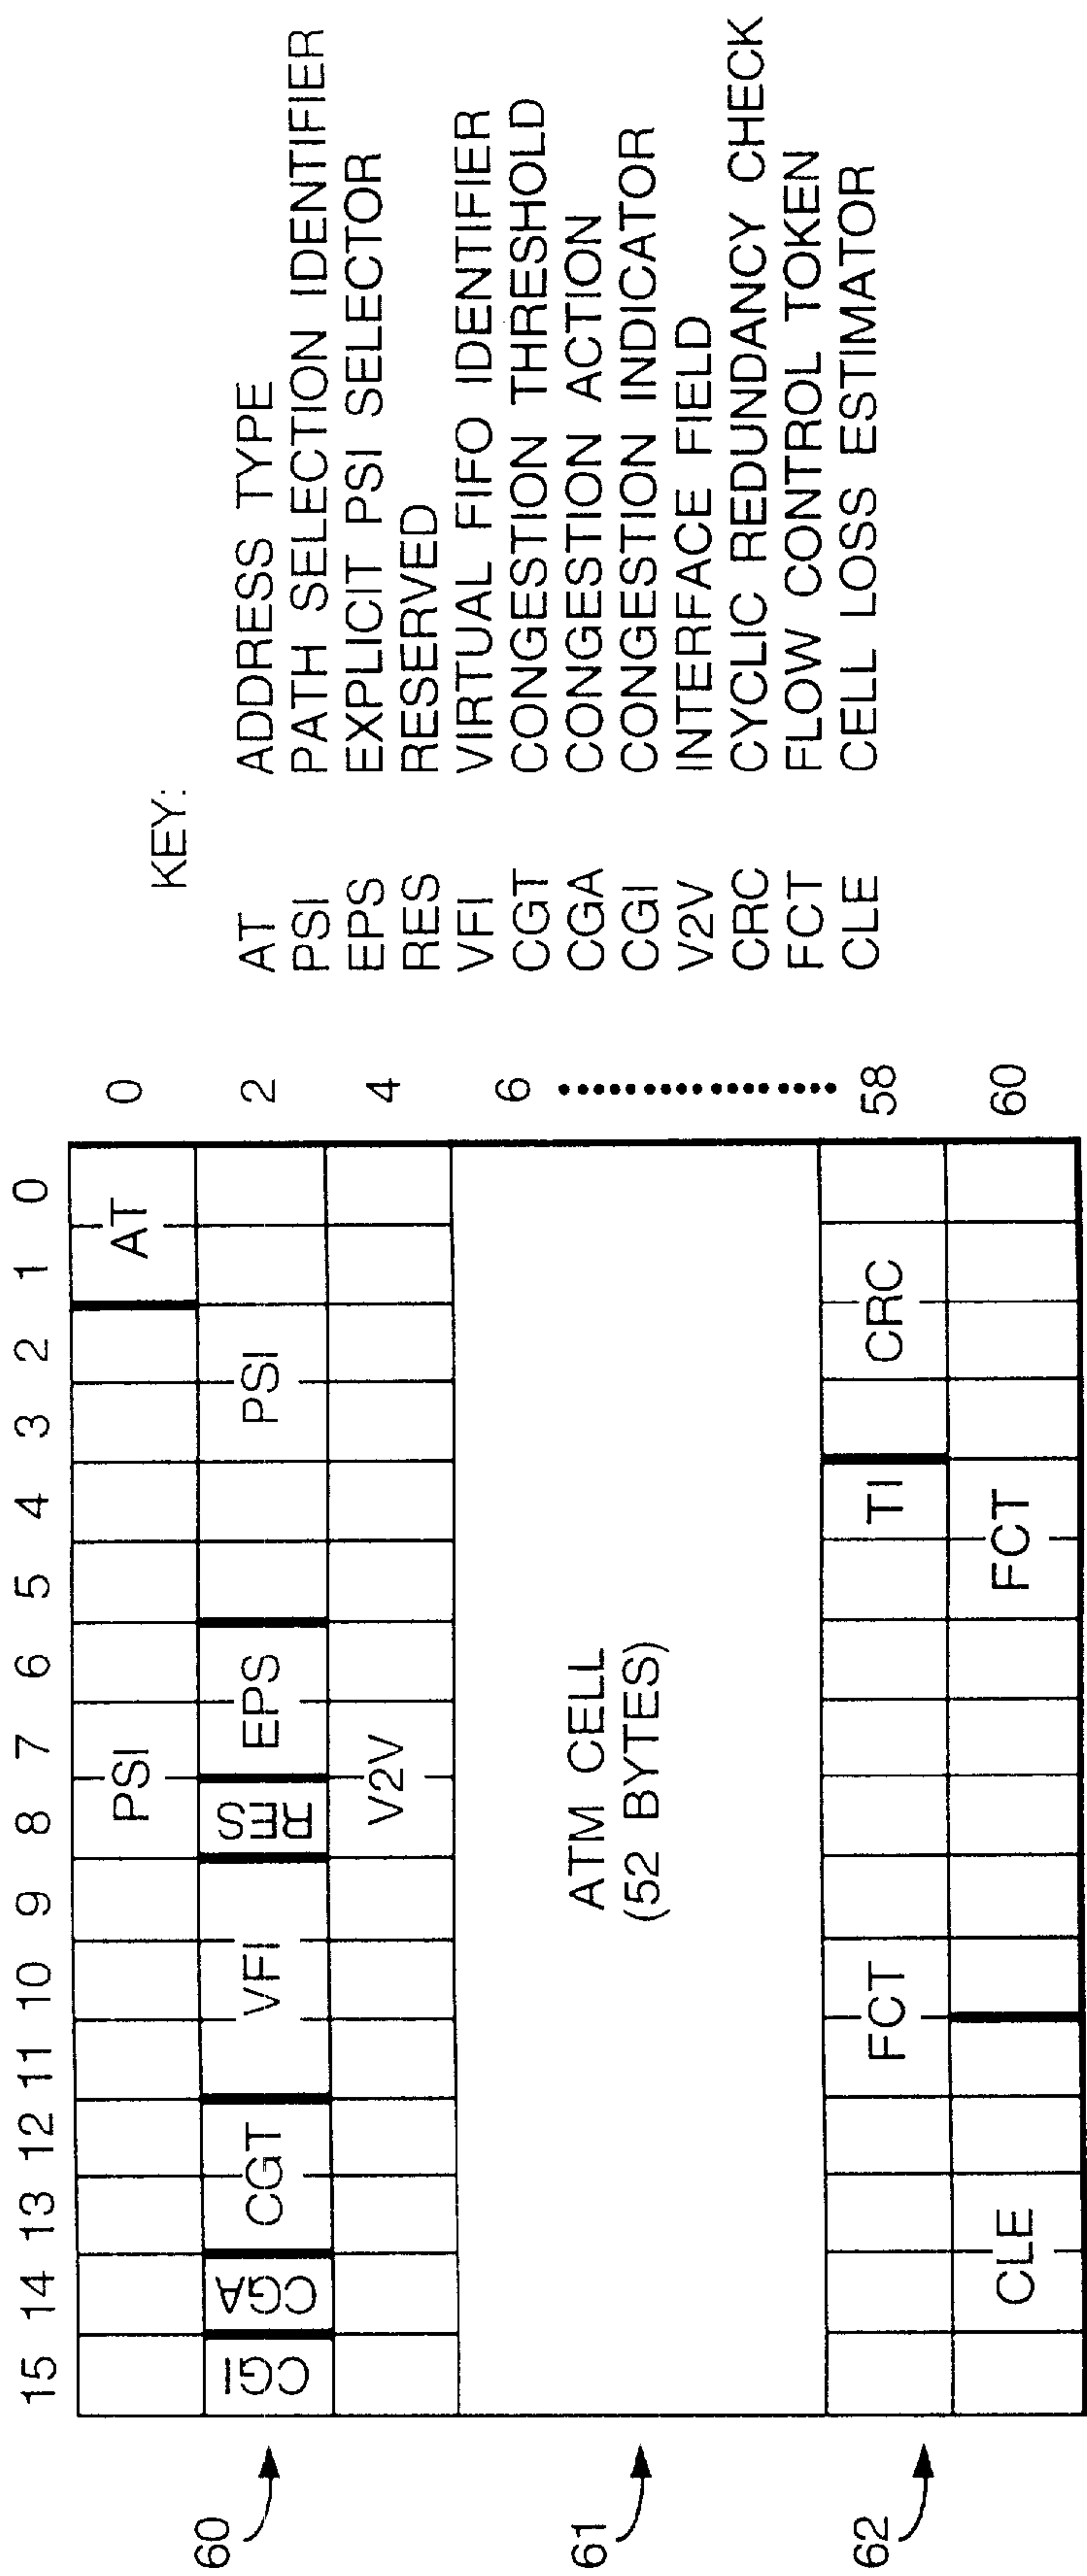 15 14 13 12 11 10 9 8 7 6 5 4 3 2 1 0
PSI AT 0
60 CGI CGA CGT VFI RES EPS PSI 2
V2V 4
6
61 ATM CELL
(52 BYTES)
FCT TI CRC 58
62 CLE FCT 60
KEY:
AT ADDRESS TYPE
PSI PATH SELECTION IDENTIFIER
EPS EXPLICIT PSI SELECTOR
RES RESERVED
VFI VIRTUAL FIFO IDENTIFIER
CGT CONGESTION THRESHOLD
CGA CONGESTION ACTION
CGI CONGESTION INDICATOR
V2V INTERFACE FIELD
CRC CYCLIC REDUNDANCY CHECK
FCT FLOW CONTROL TOKEN
CLE CELL LOSS ESTIMATOR